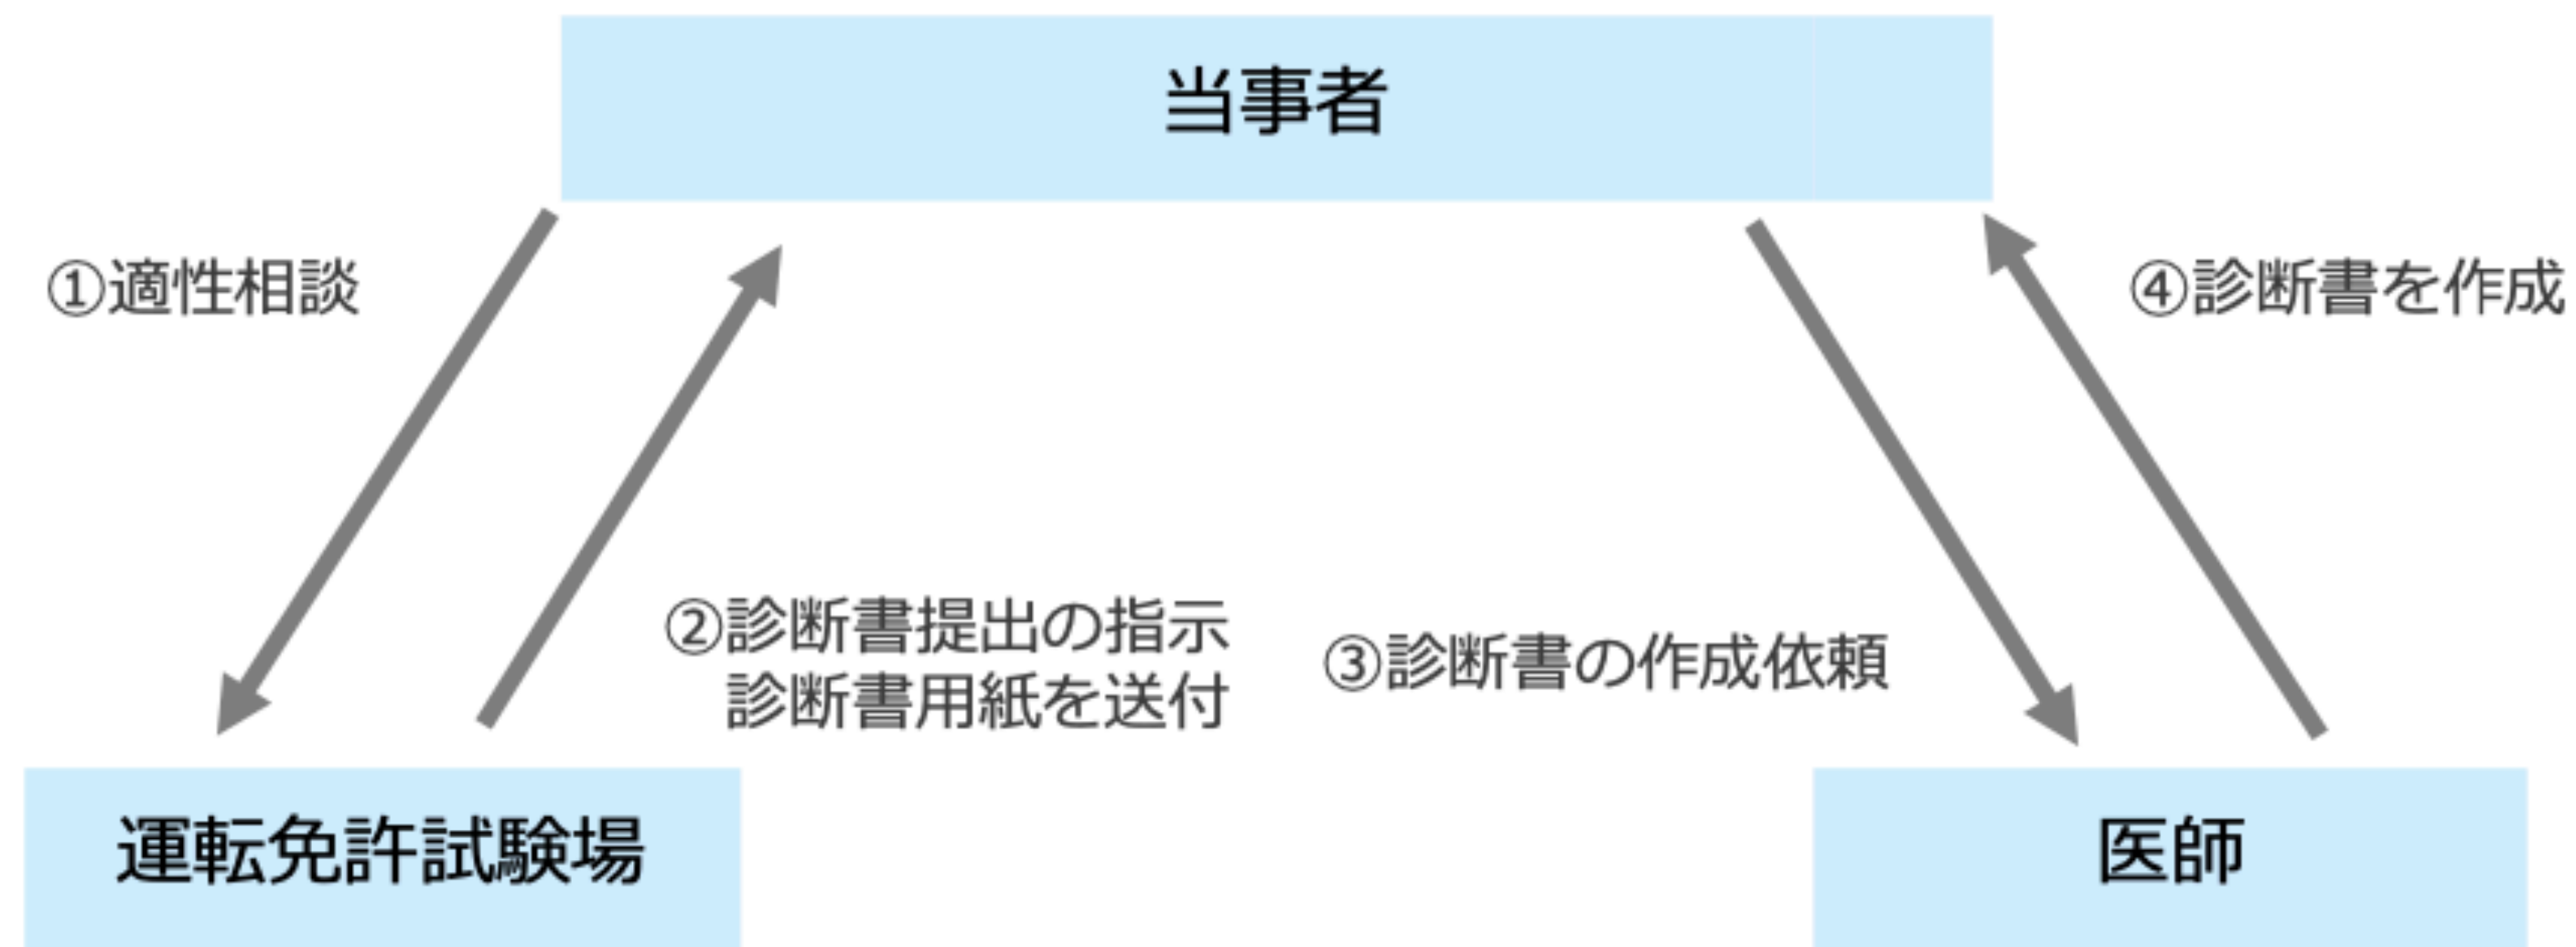 当事者
①適性相談
④診断書を作成
②診断書提出の指示
診断書用紙を送付
③診断書の作成依頼
運転免許試験場
医師